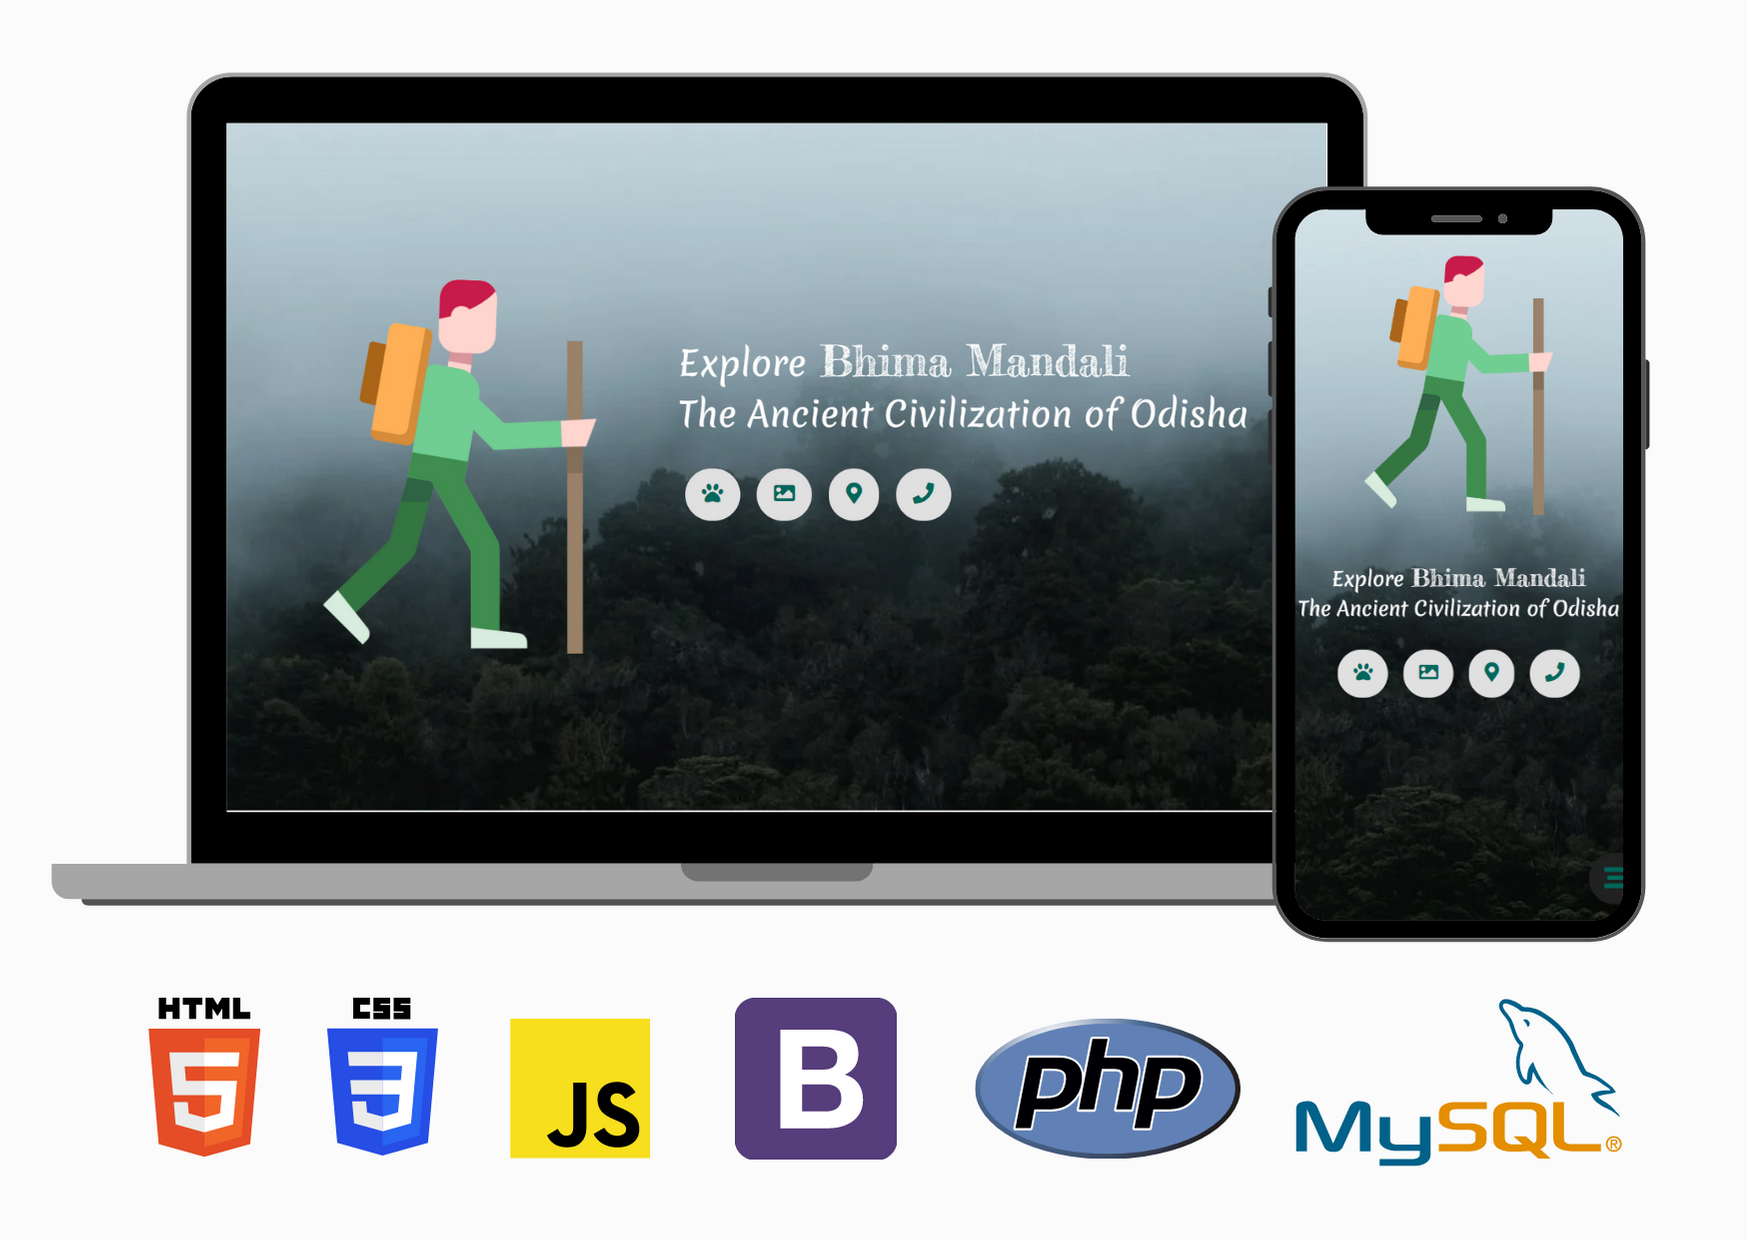 Explore Bhima Mandali
The Ancient Civilization of Odisha
Explore Bhima Mandali
The Ancient Civilization of Odisha
HTML
5
CSS
3
JS
B
php
MySQL®